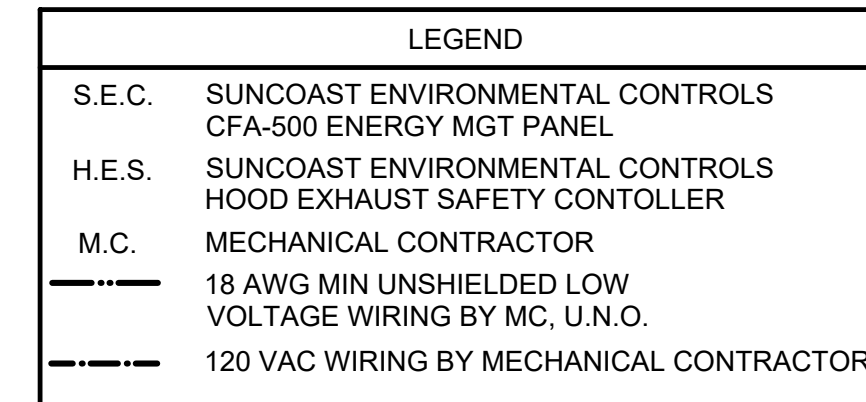 LEGEND
S.E.C. SUNCOAST ENVIRONMENTAL CONTROLS
CFA-500 ENERGY MGT PANEL
H.E.S. SUNCOAST ENVIRONMENTAL CONTROLS
HOOD EXHAUST SAFETY CONTOLLER
M.C. MECHANICAL CONTRACTOR
18 AWG MIN UNSHIELDED LOW
VOLTAGE WIRING BY MC, U.N.O.
120 VAC WIRING BY MECHANICAL CONTRACTOR